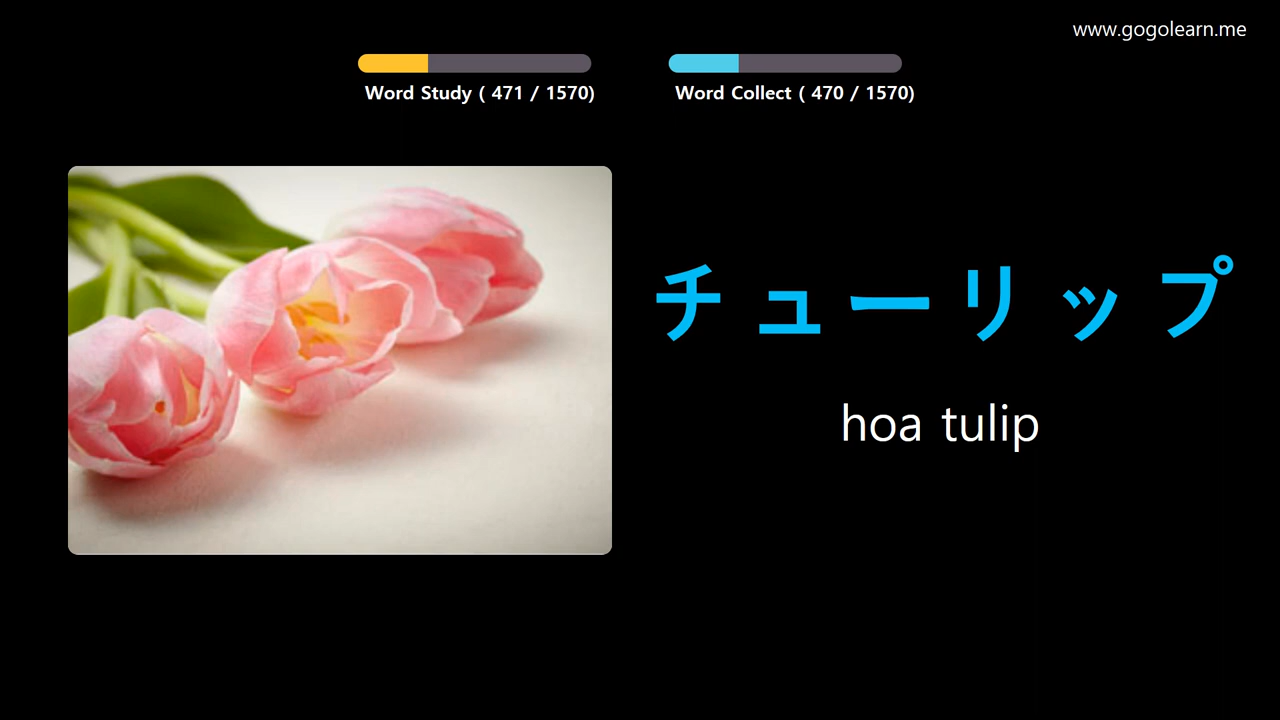 www.gogolearn.me
Word Study ( 471 / 1570)
Word Collect ( 470 / 1570)
チューリップ
hoa tulip